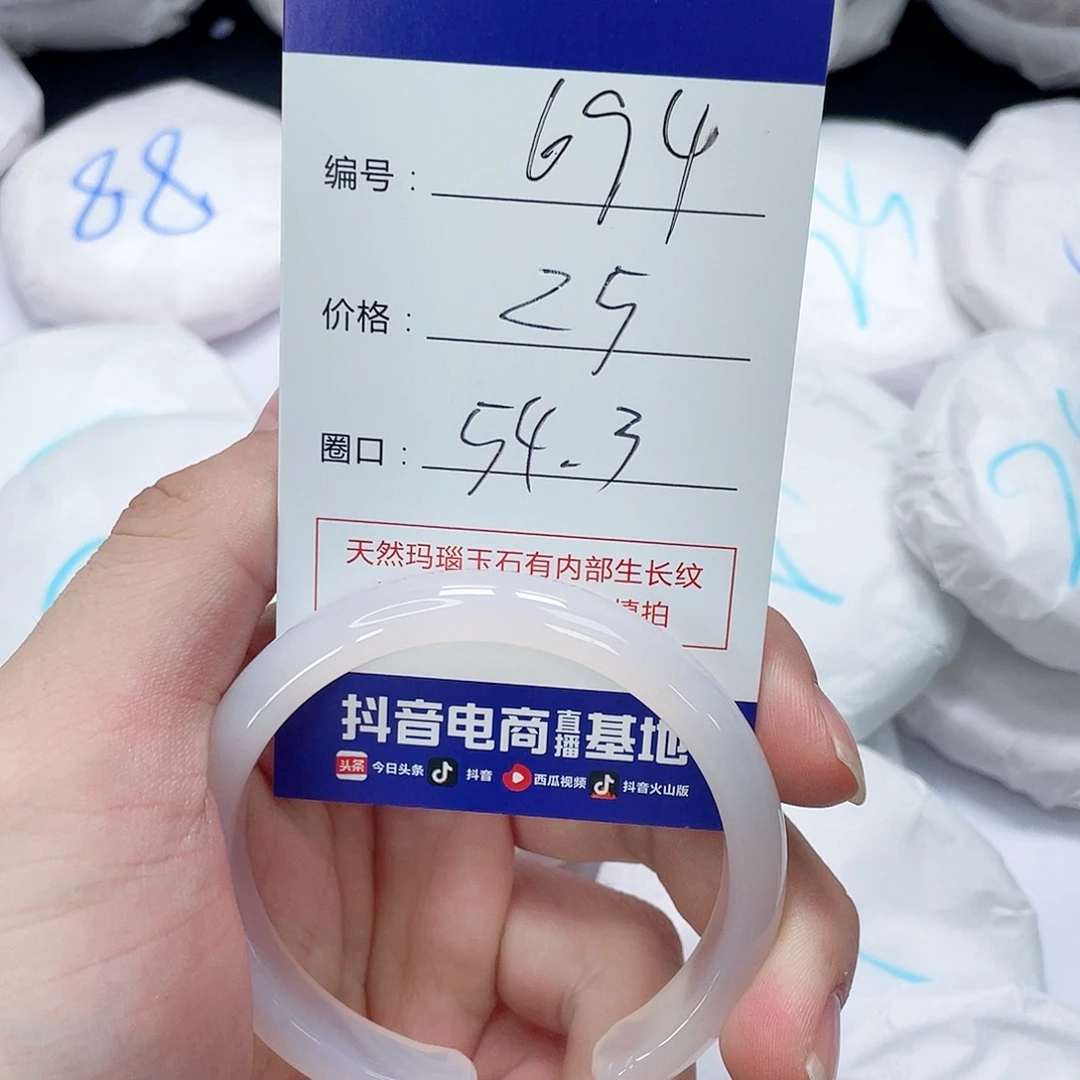 编号：694
价格：25
圈口：54.3
天然玛瑙玉石有内部生长纹
慎拍
抖音电商直播基地
今日头条 抖音 西瓜视频 抖音火山版
88